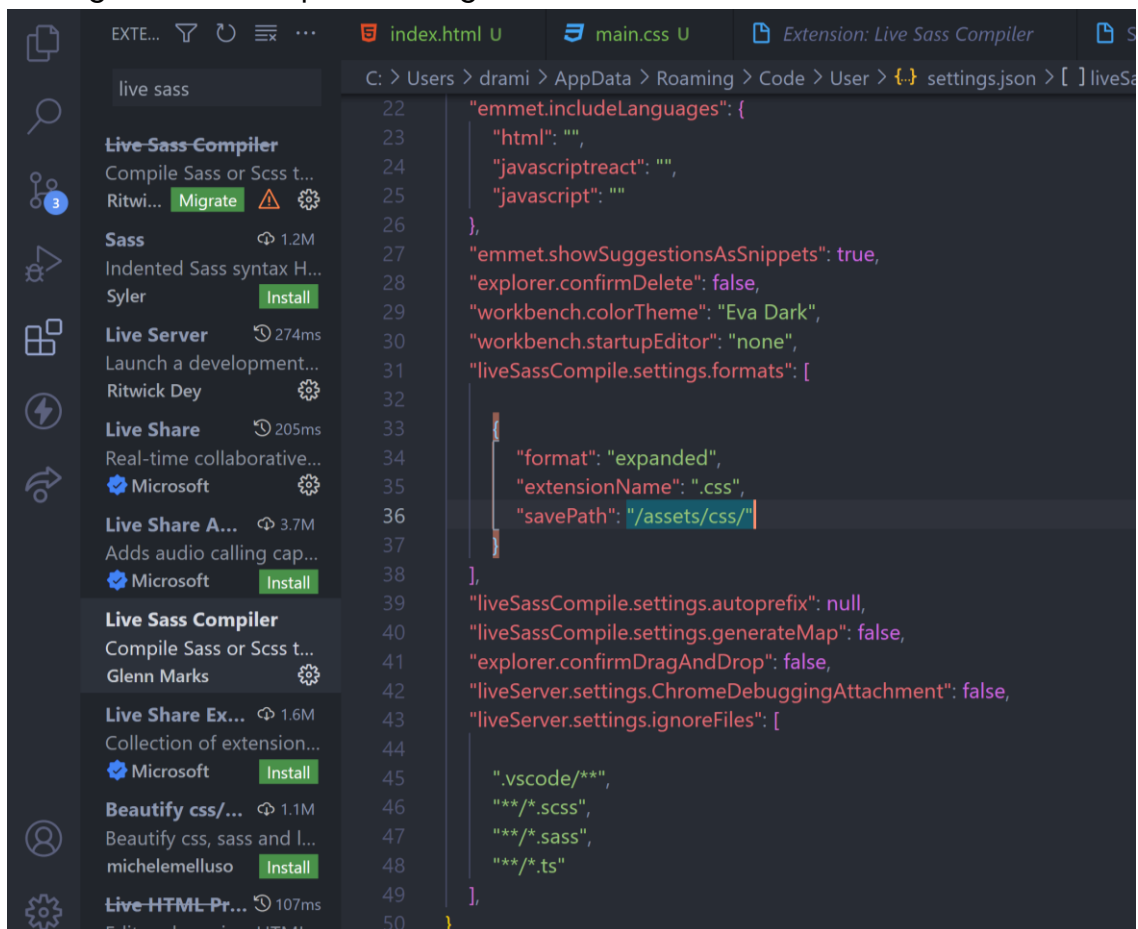 EXTE...
live sass
Live Sass Compiler
Compile Sass or Scss t...
Ritwi... Migrate
3
Sass 1.2M
Indented Sass syntax H...
Syler Install
Live Server 274ms
Launch a development...
Ritwick Dey
Live Share 205ms
Real-time collaborative...
Microsoft
Live Share A... 3.7M
Adds audio calling cap...
Microsoft Install
Live Sass Compiler
Compile Sass or Scss t...
Glenn Marks
Live Share Ex... 1.6M
Collection of extension...
Microsoft Install
Beautify css/... 1.1M
Beautify css, sass and l...
michelemelluso Install
Live HTML Pr... 107ms
index.html U main.css U Extension: Live Sass Compiler S
C: > Users > drami > AppData > Roaming > Code > User > {..} settings.json > [ ] liveSa
22 "emmet.includeLanguages": {
23 "html": "",
24 "javascriptreact": "",
25 "javascript": ""
26 },
27 "emmet.showSuggestionsAsSnippets": true,
28 "explorer.confirmDelete": false,
29 "workbench.colorTheme": "Eva Dark",
30 "workbench.startupEditor": "none",
31 "liveSassCompile.settings.formats": [
32
33 {
34 "format": "expanded",
35 "extensionName": ".css",
36 "savePath": "/assets/css/"
37 }
38 ],
39 "liveSassCompile.settings.autoprefix": null,
40 "liveSassCompile.settings.generateMap": false,
41 "explorer.confirmDragAndDrop": false,
42 "liveServer.settings.ChromeDebuggingAttachment": false,
43 "liveServer.settings.ignoreFiles": [
44
45 ".vscode/**",
46 "**/*.scss",
47 "**/*.sass",
48 "**/*.ts"
49 ],
50 }